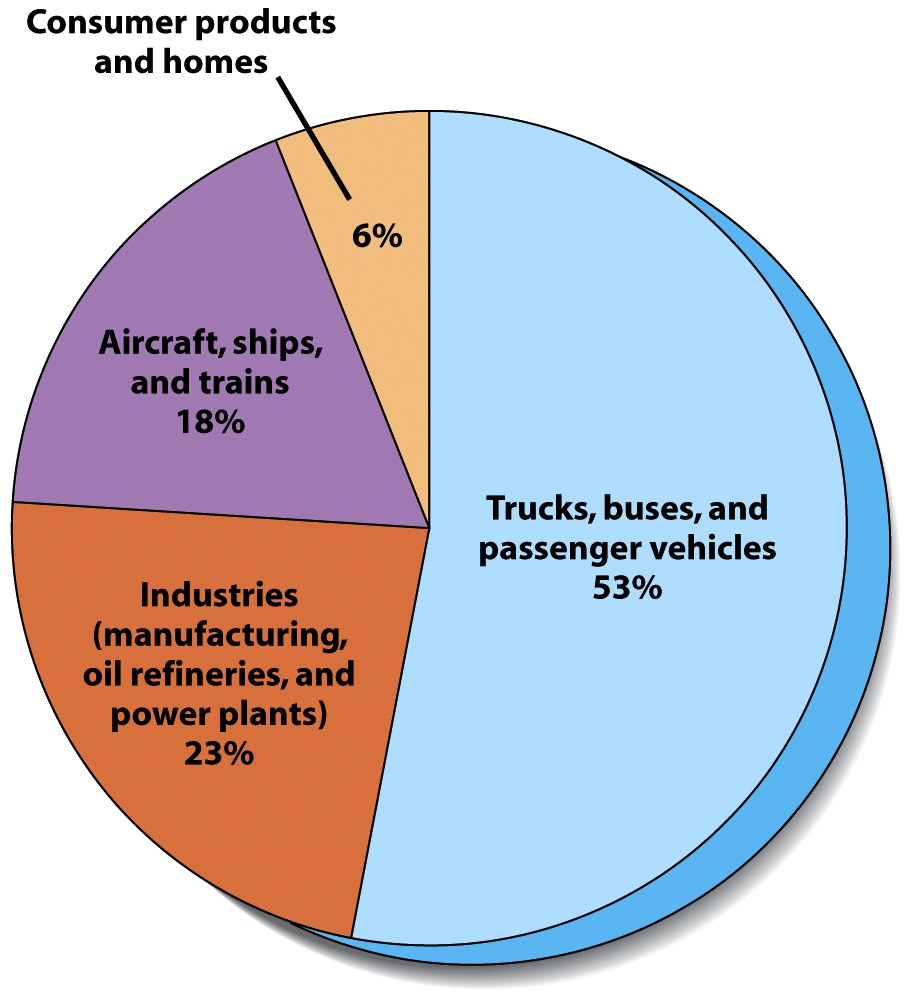 Consumer products
and homes
6%
Aircraft, ships,
and trains
18%
Trucks, buses, and
passenger vehicles
53%
Industries
(manufacturing,
oil refineries, and
power plants)
23%